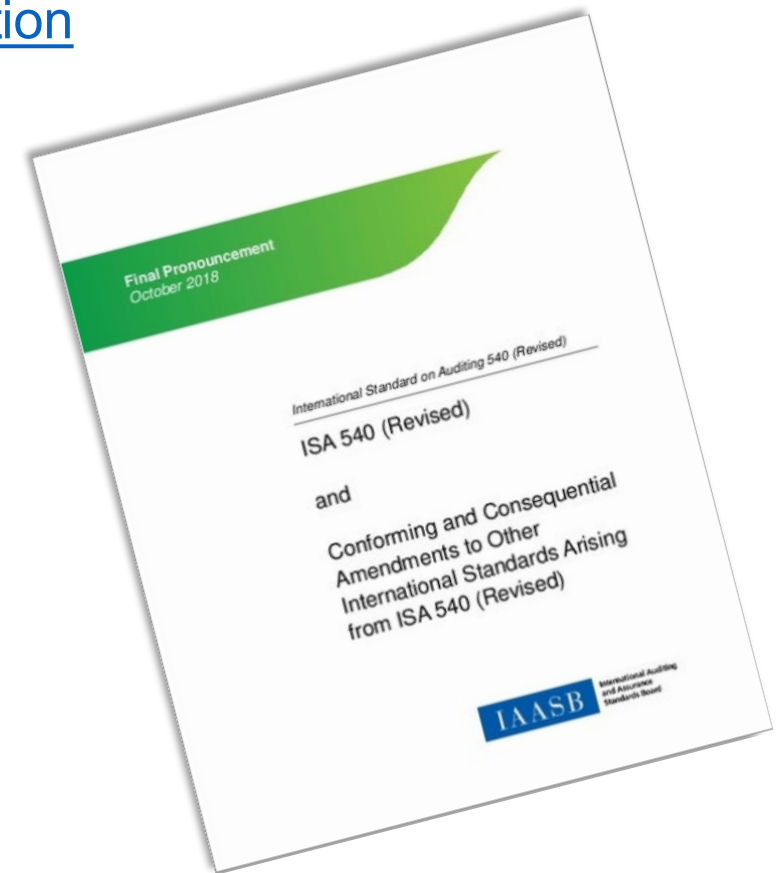 tion
Final Pronouncement
October 2018
International Standard on Auditing 540 (Revised)
ISA 540 (Revised)
and
Conforming and Consequential
Amendments to Other
International Standards Arising
from ISA 540 (Revised)
IAASB
International Auditing
and Assurance
Standards Board